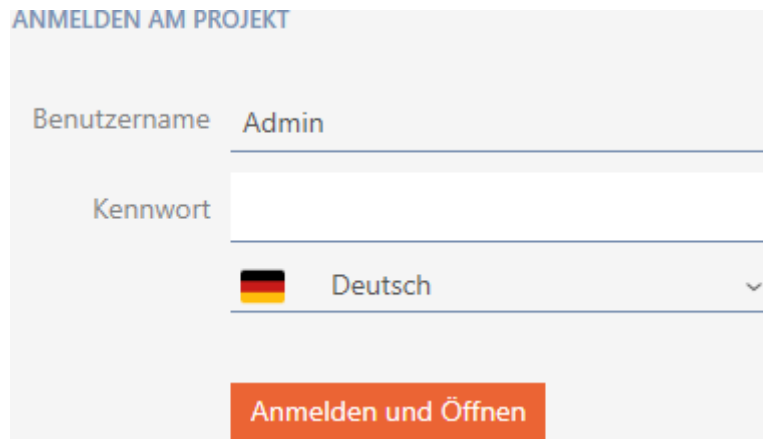 ANMELDEN AM PROJEKT
Benutzername Admin
Kennwort
Deutsch
Anmelden und Öffnen